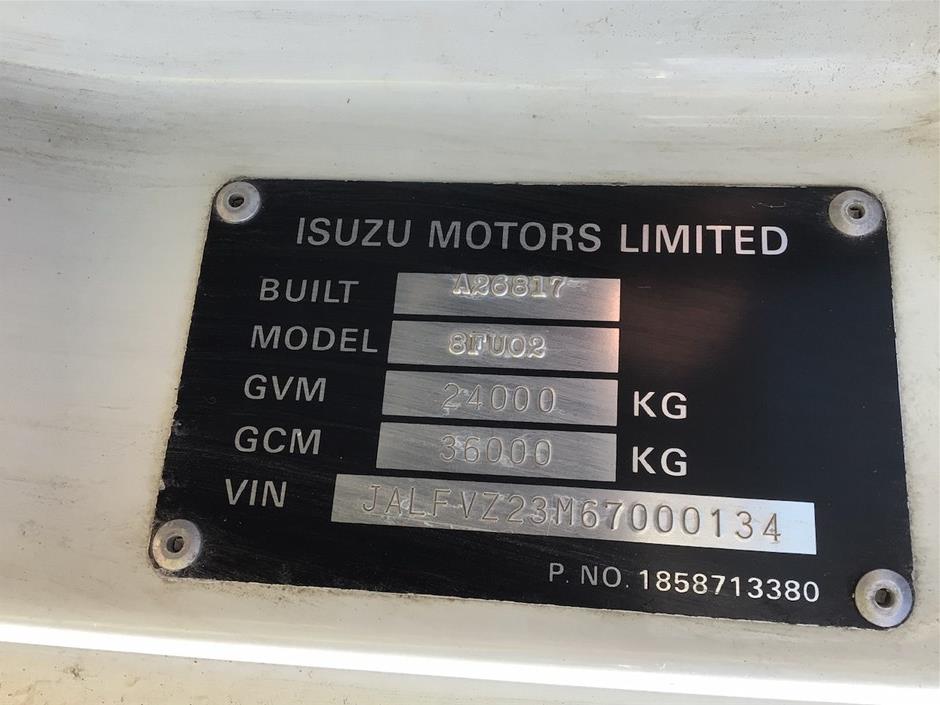 ISUZU MOTORS LIMITED
BUILT A26817
MODEL 8FU02
GVM 24000 KG
GCM 36000 KG
VIN JALFVZ23M67000134
P. NO. 1858713380